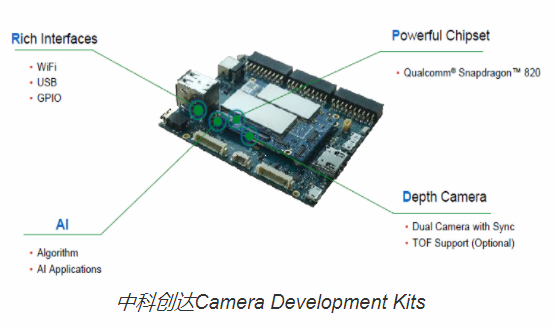 Rich Interfaces
• WiFi
• USB
• GPIO
Powerful Chipset
• Qualcomm® Snapdragon™ 820
AI
• Algorithm
• AI Applications
Depth Camera
• Dual Camera with Sync
• TOF Support (Optional)
中科创达Camera Development Kits